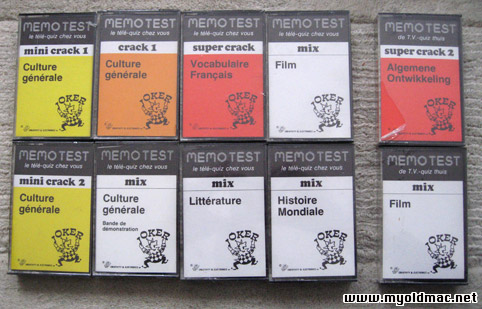 MEMOTEST
le télé-quiz chez vous
mini crack 1
Culture
générale
JOKER
MEMOTEST
le télé-quiz chez vous
crack 1
Culture
générale
JOKER
MEMOTEST
le télé-quiz chez vous
super crack
Vocabulaire
Français
JOKER
MEMOTEST
le télé-quiz chez vous
mix
Film
JOKER
MEMOTEST
de T.V.-quiz thuis
super crack 2
Algemene
Ontwikkeling
JOKER
MEMOTEST
le télé-quiz chez vous
mini crack 2
Culture
générale
JOKER
MEMOTEST
le télé-quiz chez vous
mix
Culture
générale
Bande de
démonstration
JOKER
MEMOTEST
le télé-quiz chez vous
mix
Littérature
JOKER
MEMOTEST
le télé-quiz chez vous
mix
Histoire
Mondiale
JOKER
MEMOTEST
de T.V.-quiz thuis
mix
Film
JOKER
www.myoldmac.net